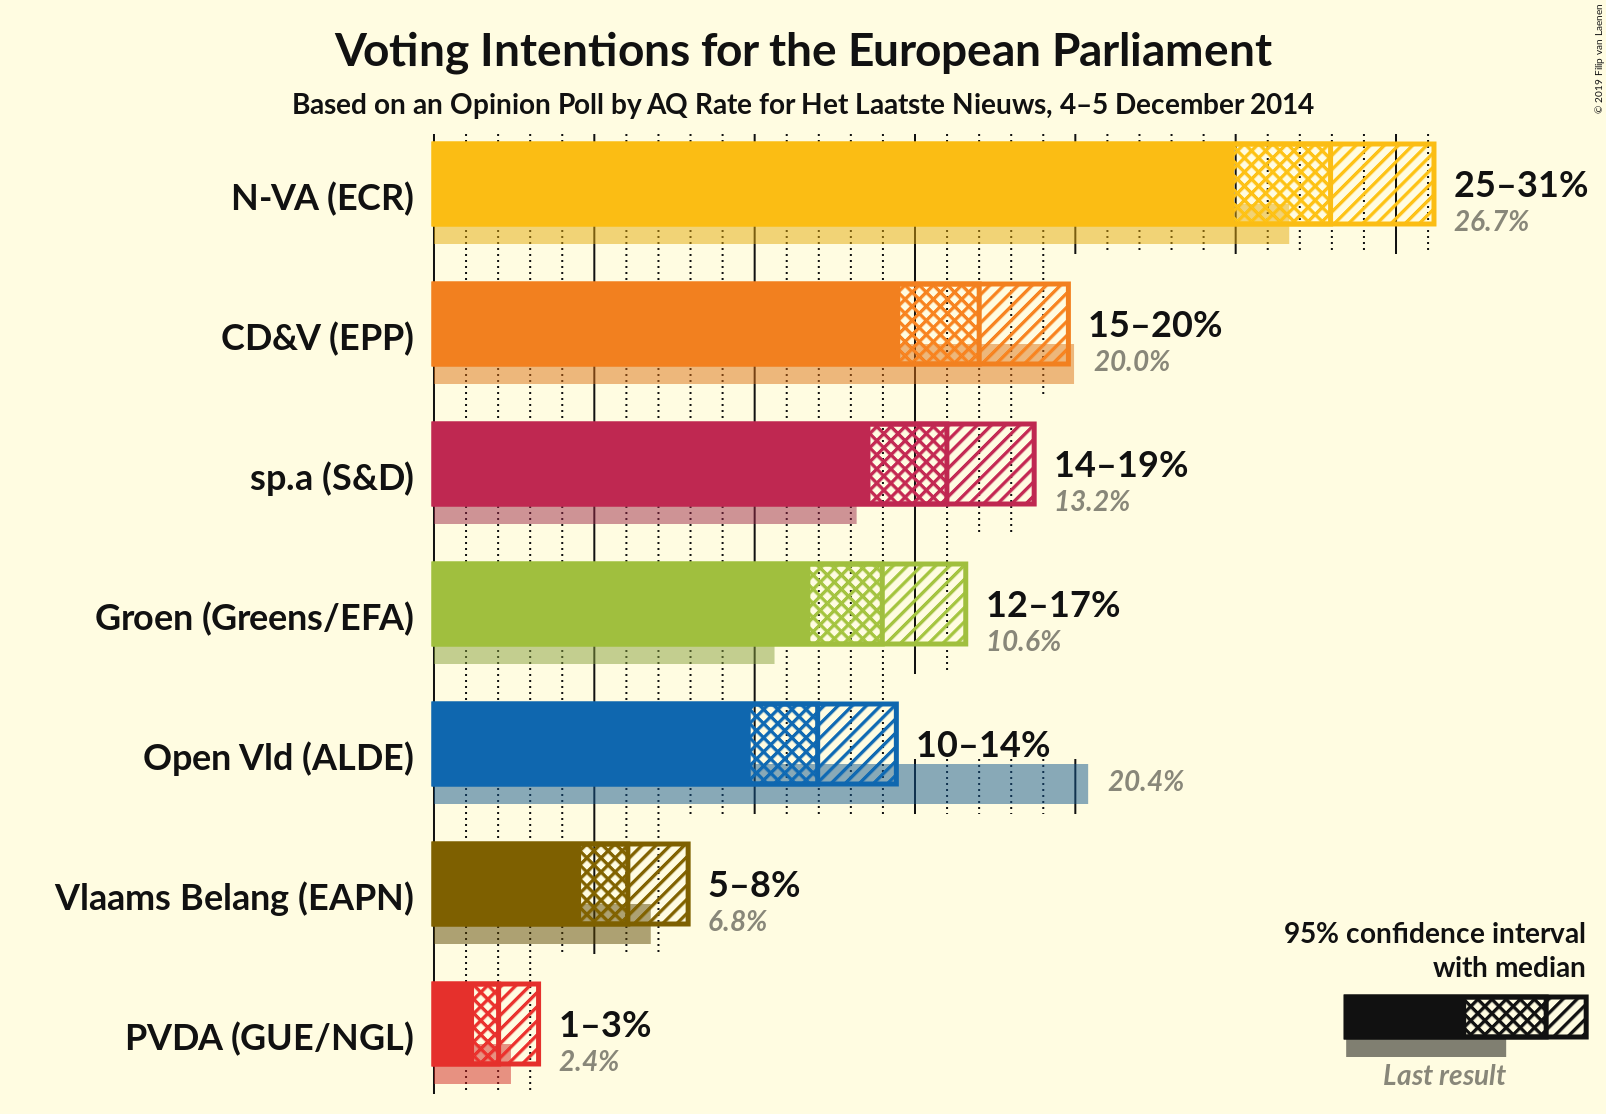 Voting Intentions for the European Parliament
Based on an Opinion Poll by AQ Rate for Het Laatste Nieuws, 4–5 December 2014
© 2019 Filip van Laenen
N-VA (ECR)
25–31%
26.7%
CD&V (EPP)
15–20%
20.0%
sp.a (S&D)
14–19%
13.2%
Groen (Greens/EFA)
12–17%
10.6%
Open Vld (ALDE)
10–14%
20.4%
Vlaams Belang (EAPN)
5–8%
6.8%
PVDA (GUE/NGL)
1–3%
2.4%
95% confidence interval
with median
Last result